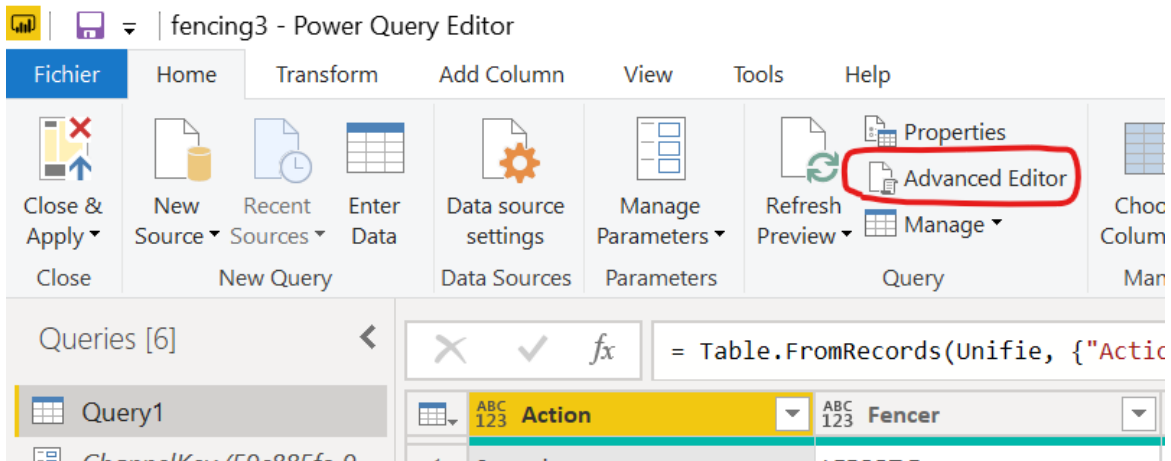 fencing3 - Power Query Editor
Fichier Home Transform Add Column View Tools Help
Close & Apply
New Source
Recent Sources
Enter Data
Data source settings
Manage Parameters
Refresh Preview
Properties
Advanced Editor
Manage
Close
New Query
Data Sources
Parameters
Query
Queries [6]
fx
= Table.FromRecords(Unifie, {"Actio
Query1
ABC 123 Action
ABC 123 Fencer